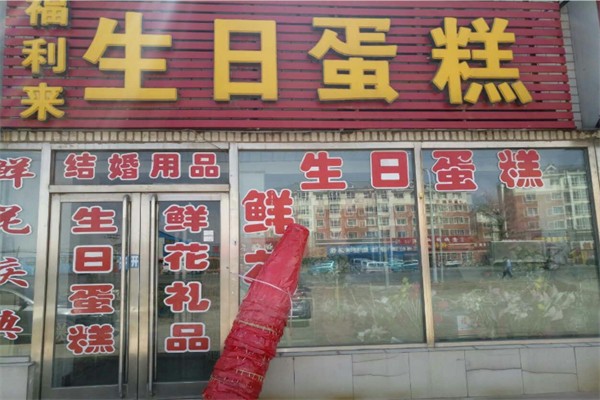 福利来
生日蛋糕
结婚用品
生日蛋糕
鲜花礼品
生日蛋糕
鲜
鲜